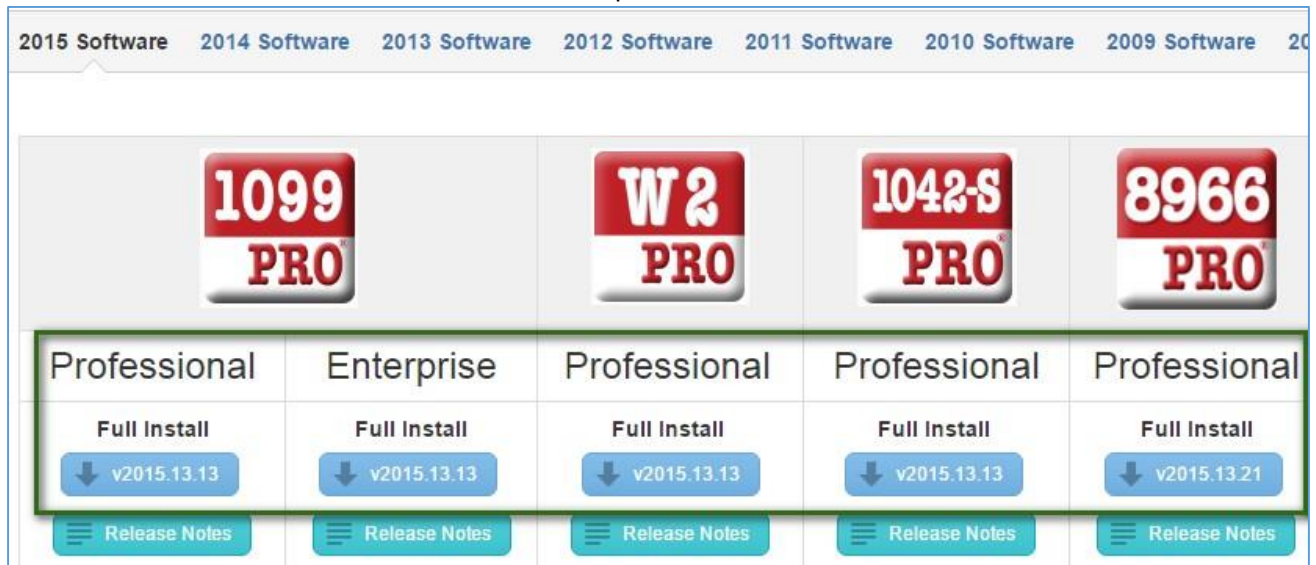 2015 Software 2014 Software 2013 Software 2012 Software 2011 Software 2010 Software 2009 Software
1099 W2 1042-S 8966
PRO® PRO PRO® PRO®
Professional Enterprise Professional Professional Professional
Full Install Full Install Full Install Full Install Full Install
v2015.13.13 v2015.13.13 v2015.13.13 v2015.13.13 v2015.13.21
Release Notes Release Notes Release Notes Release Notes Release Notes